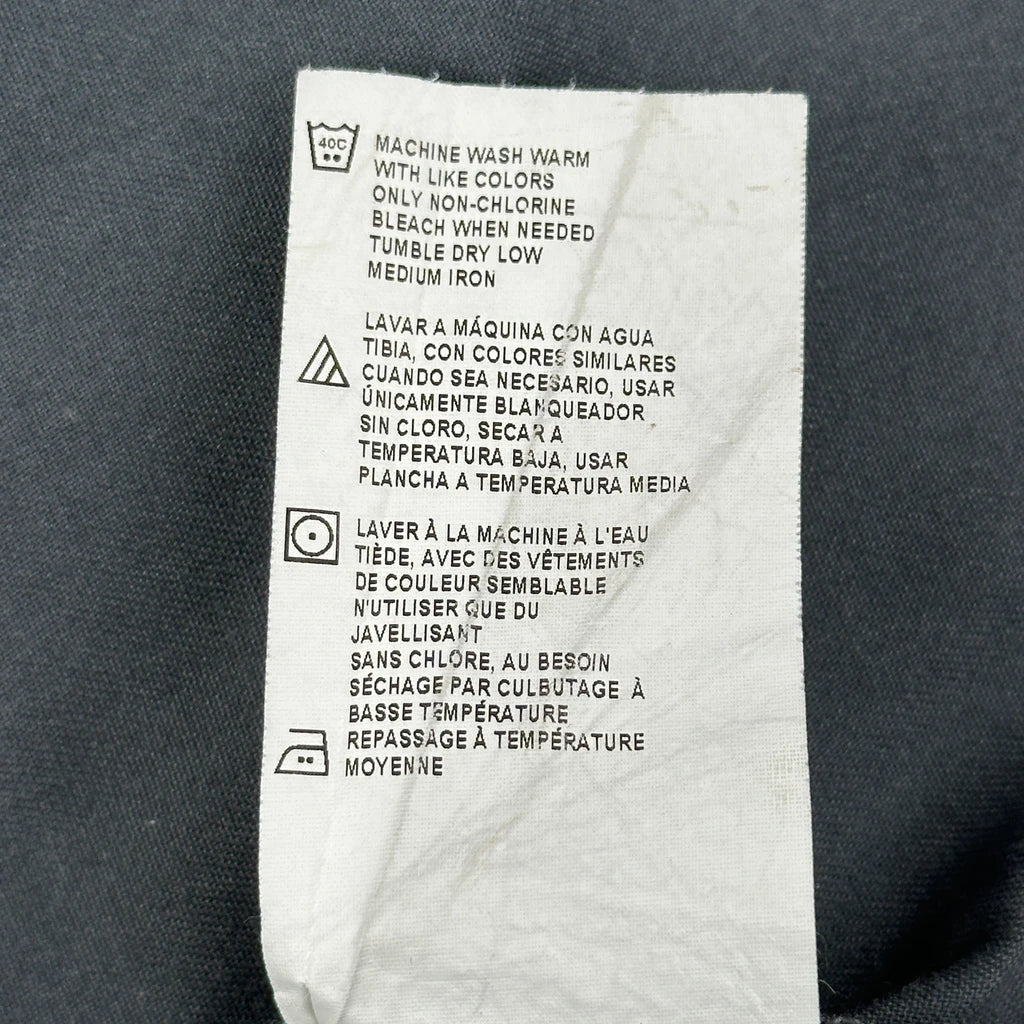 40C
MACHINE WASH WARM
WITH LIKE COLORS
ONLY NON-CHLORINE
BLEACH WHEN NEEDED
TUMBLE DRY LOW
MEDIUM IRON
LAVAR A MÁQUINA CON AGUA
TIBIA, CON COLORES SIMILARES
CUANDO SEA NECESARIO, USAR
ÚNICAMENTE BLANQUEADOR
SIN CLORO, SECAR A
TEMPERATURA BAJA, USAR
PLANCHA A TEMPERATURA MEDIA
LAVER À LA MACHINE À L'EAU
TIÈDE, AVEC DES VÊTEMENTS
DE COULEUR SEMBLABLE
N'UTILISER QUE DU
JAVELLISANT
SANS CHLORE, AU BESOIN
SÉCHAGE PAR CULBUTAGE À
BASSE TEMPÉRATURE
REPASSAGE À TEMPÉRATURE
MOYENNE